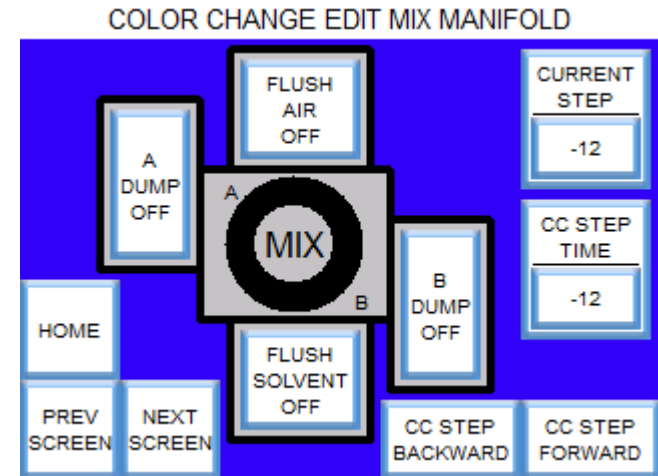 COLOR CHANGE EDIT MIX MANIFOLD
FLUSH
AIR
OFF
CURRENT
STEP
-12
A
DUMP
OFF
A
MIX
B
CC STEP
TIME
-12
B
DUMP
OFF
HOME
FLUSH
SOLVENT
OFF
PREV
SCREEN
NEXT
SCREEN
CC STEP
BACKWARD
CC STEP
FORWARD